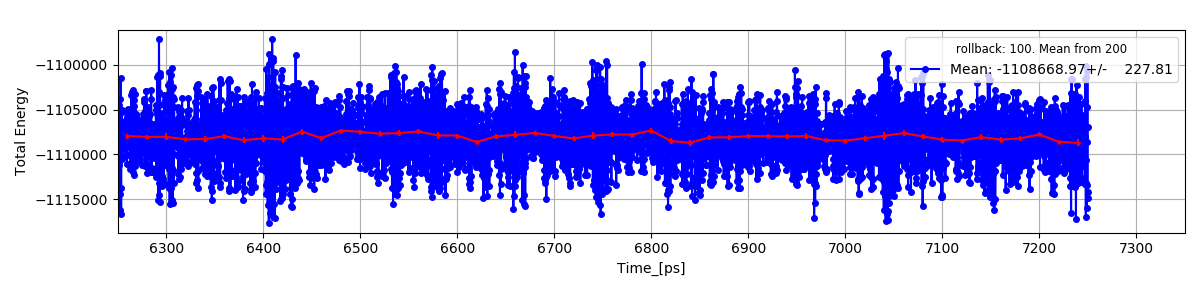 rollback: 100. Mean from 200
Mean: -1108668.97+/- 227.81
−1100000
−1105000
−1110000
−1115000
Total Energy
6300 6400 6500 6600 6700 6800 6900 7000 7100 7200 7300
Time_[ps]